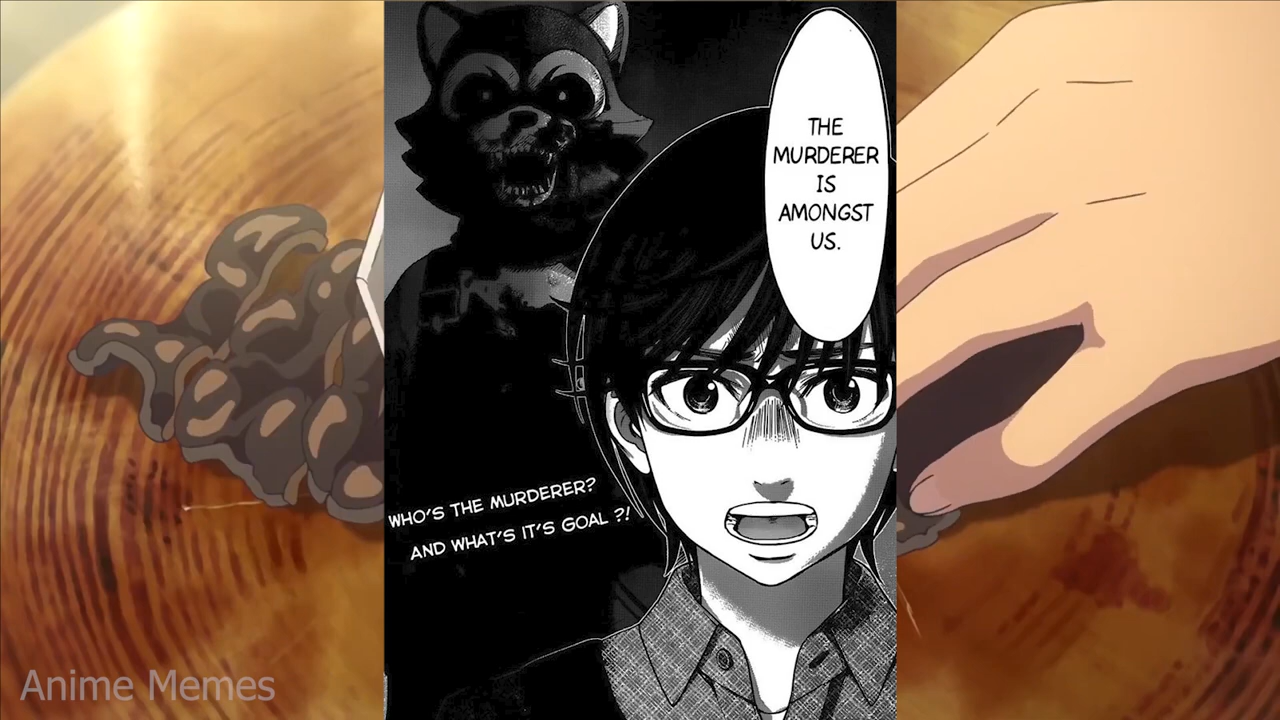 THE
MURDERER
IS
AMONGST
US.
WHO'S THE MURDERER?
AND WHAT'S IT'S GOAL ?!
Anime Memes